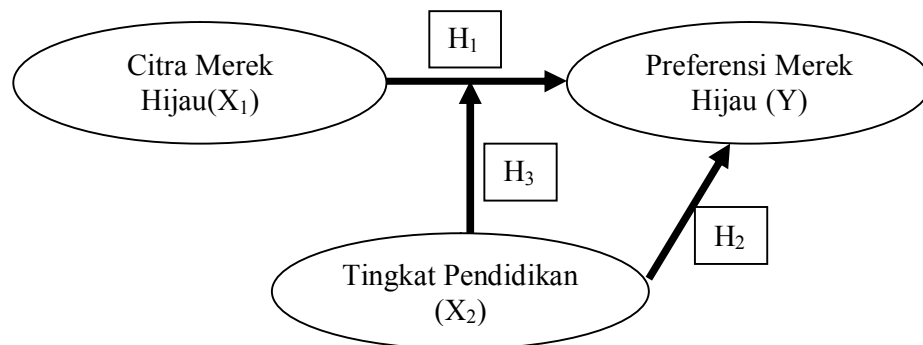 H₁
Citra Merek
Hijau(X₁)
Preferensi Merek
Hijau (Y)
H₃
H₂
Tingkat Pendidikan
(X₂)